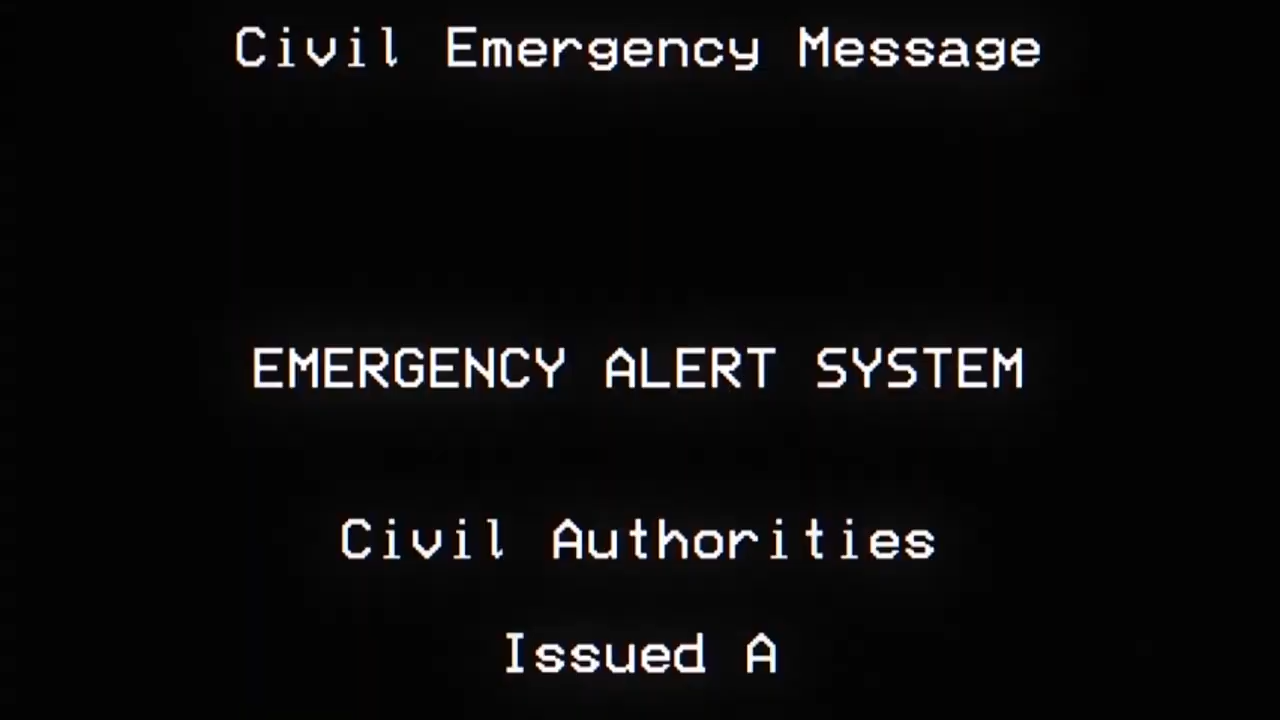 Civil Emergency Message
EMERGENCY ALERT SYSTEM
Civil Authorities
Issued A